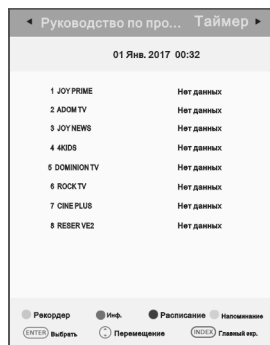 Руководство по про... Таймер
01 Янв. 2017 00:32
1 JOY PRIME Нет данных
2 ADOM TV Нет данных
3 JOY NEWS Нет данных
4 4KIDS Нет данных
5 DOMINION TV Нет данных
6 ROCK TV Нет данных
7 CINE PLUS Нет данных
8 RESER VE2 Нет данных
Рекордер Инф. Расписание Напоминание
ENTER Выбрать Перемещение INDEX Главный экр.